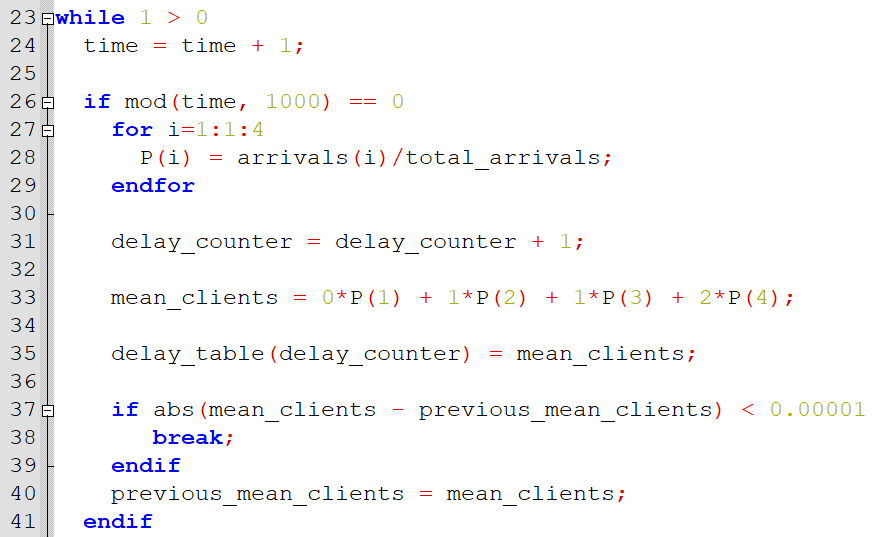 23 while 1 > 0
24   time = time + 1;
25
26   if mod(time, 1000) == 0
27     for i=1:1:4
28       P(i) = arrivals(i)/total_arrivals;
29     endfor
30
31     delay_counter = delay_counter + 1;
32
33     mean_clients = 0*P(1) + 1*P(2) + 1*P(3) + 2*P(4);
34
35     delay_table(delay_counter) = mean_clients;
36
37     if abs(mean_clients - previous_mean_clients) < 0.00001
38        break;
39     endif
40     previous_mean_clients = mean_clients;
41   endif